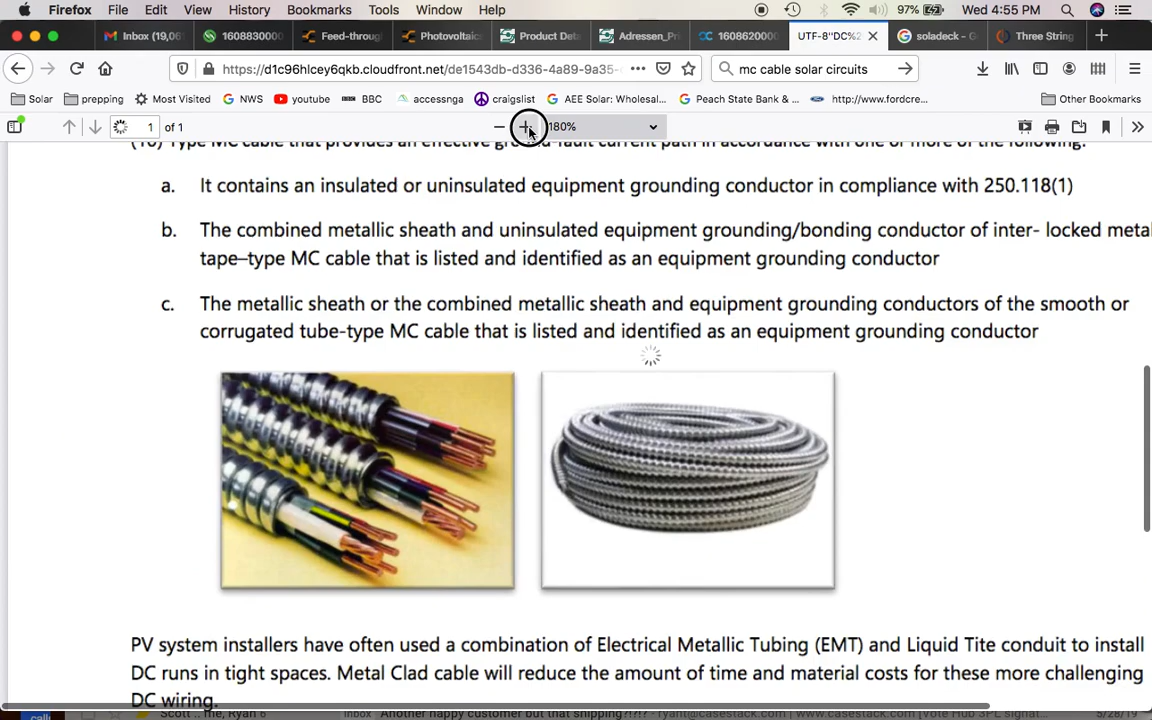 Firefox File Edit View History Bookmarks Tools Window Help 97% Wed 4:55 PM
Inbox (19,06 1608830000 Feed-throug Photovoltaic Product Deta Adressen_Pri 1608620000 UTF-8''DC%2 soladeck - G Three String
https://d1c96hlcey6qkb.cloudfront.net/de1543db-d336-4a89-9a35- mc cable solar circuits
Solar prepping Most Visited NWS youtube BBC accessnga craigslist AEE Solar: Wholesal... Peach State Bank &... http://www.fordcre... Other Bookmarks
1 of 1 180%
(10) Type MC cable that provides an effective ground-fault current path in accordance with one or more of the following:
a. It contains an insulated or uninsulated equipment grounding conductor in compliance with 250.118(1)
b. The combined metallic sheath and uninsulated equipment grounding/bonding conductor of inter- locked metal
tape–type MC cable that is listed and identified as an equipment grounding conductor
c. The metallic sheath or the combined metallic sheath and equipment grounding conductors of the smooth or
corrugated tube-type MC cable that is listed and identified as an equipment grounding conductor
PV system installers have often used a combination of Electrical Metallic Tubing (EMT) and Liquid Tite conduit to install
DC runs in tight spaces. Metal Clad cable will reduce the amount of time and material costs for these more challenging
DC wiring.